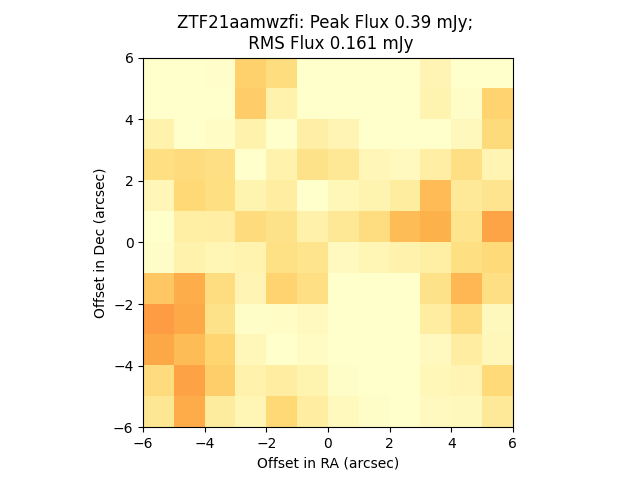 ZTF21aamwzfi: Peak Flux 0.39 mJy;
RMS Flux 0.161 mJy
6
4
2
0
−2
−4
−6
Offset in Dec (arcsec)
−6 −4 −2 0 2 4 6
Offset in RA (arcsec)